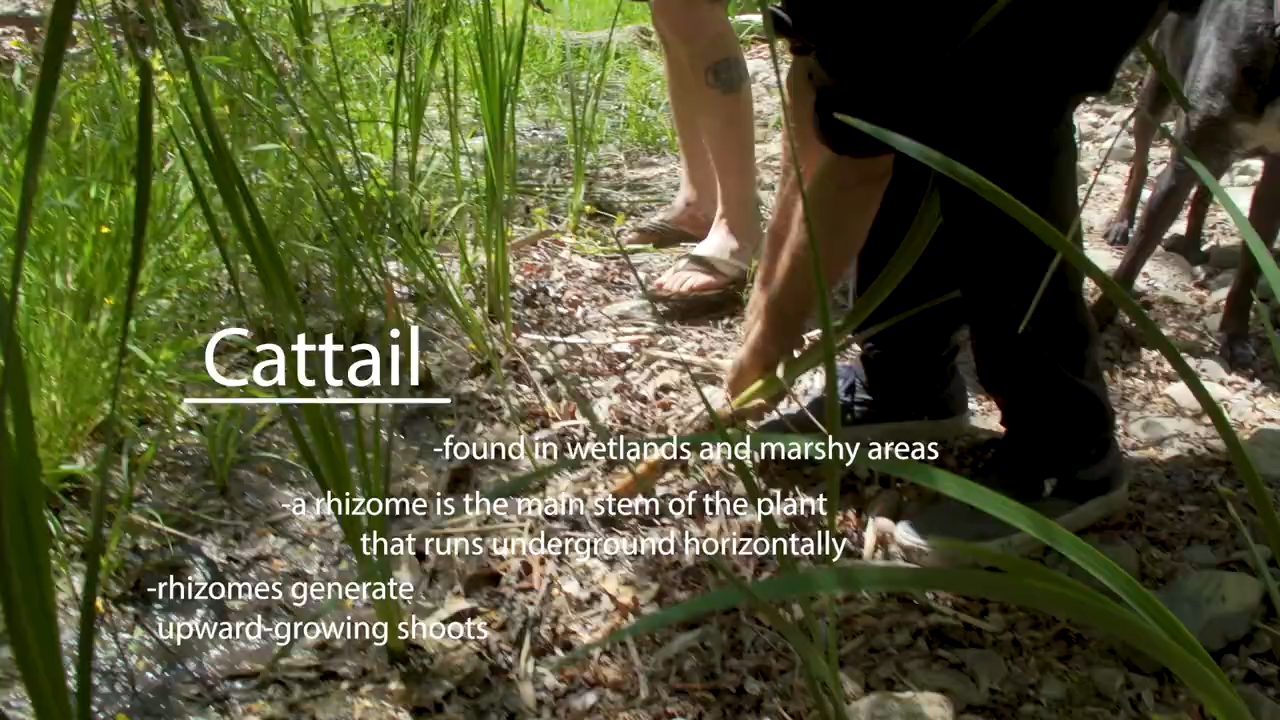 Cattail
-found in wetlands and marshy areas
-a rhizome is the main stem of the plant
that runs underground horizontally
-rhizomes generate
upward-growing shoots